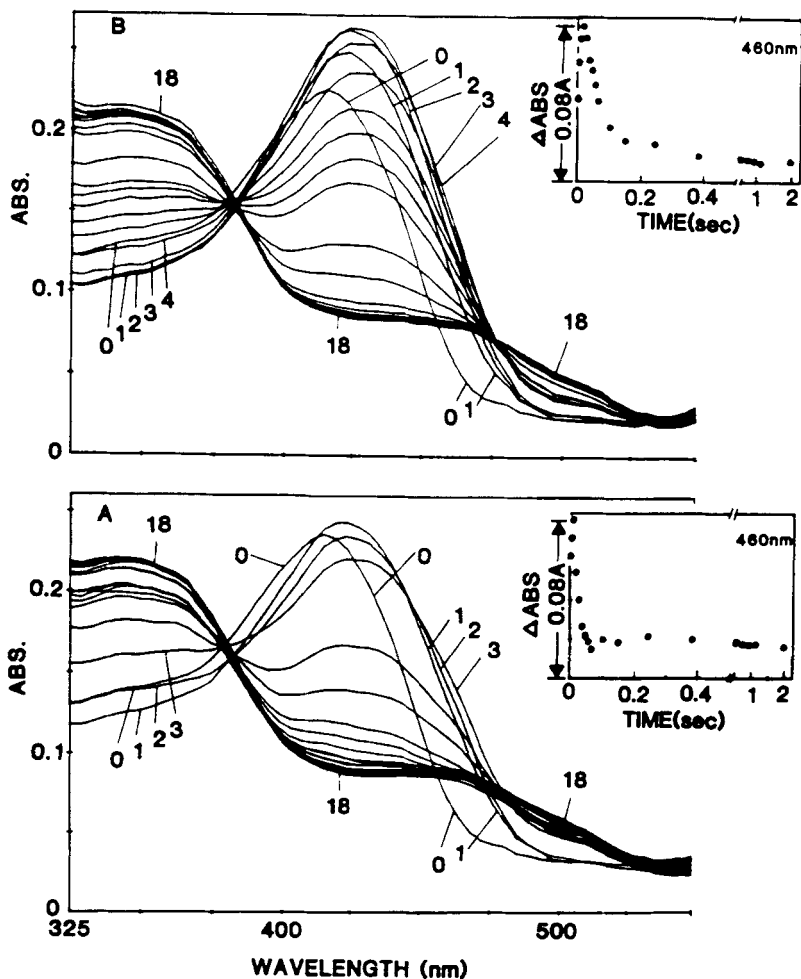 B
18
0
1
2
3
4
0.2
ABS.
0.1
0 1 2 3 4
18
18
0 1
0
460nm
ΔABS
0.08A
0 0.2 0.4 1 2
TIME(sec)
A
18
0
0
1
2
3
0.2
ABS.
0 1 2 3
0.1
18
18
0 1
0
460nm
ΔABS
0.08A
0 0.2 0.4 1 2
TIME(sec)
325 400 500
WAVELENGTH (nm)